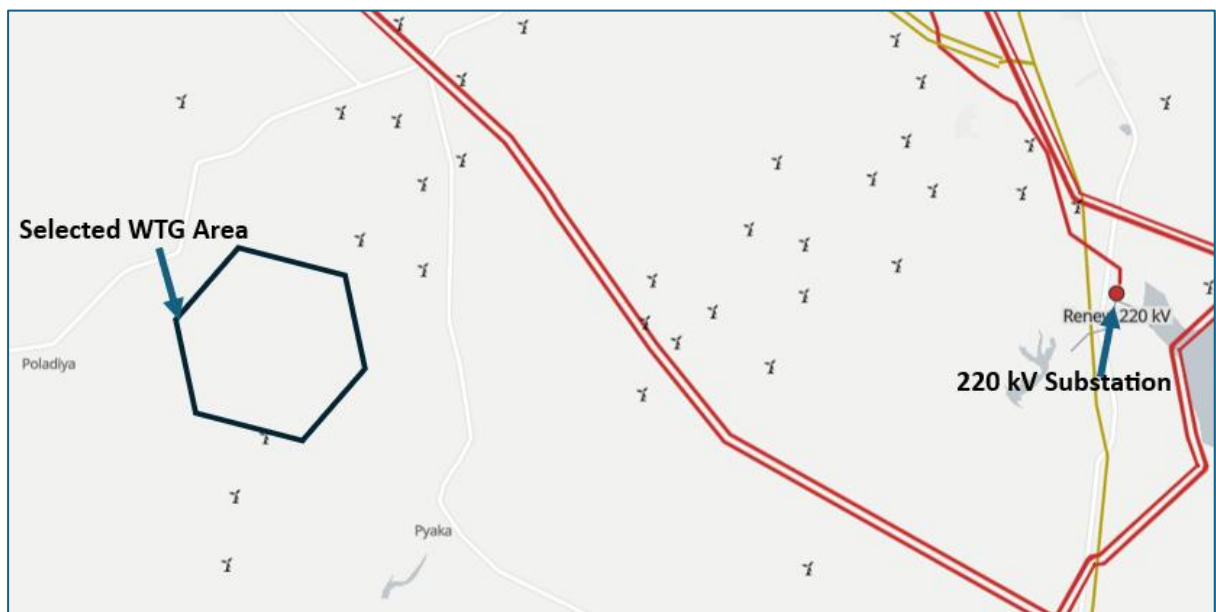 Selected WTG Area
Poladiya
220 kV
220 kV Substation
Pyaka